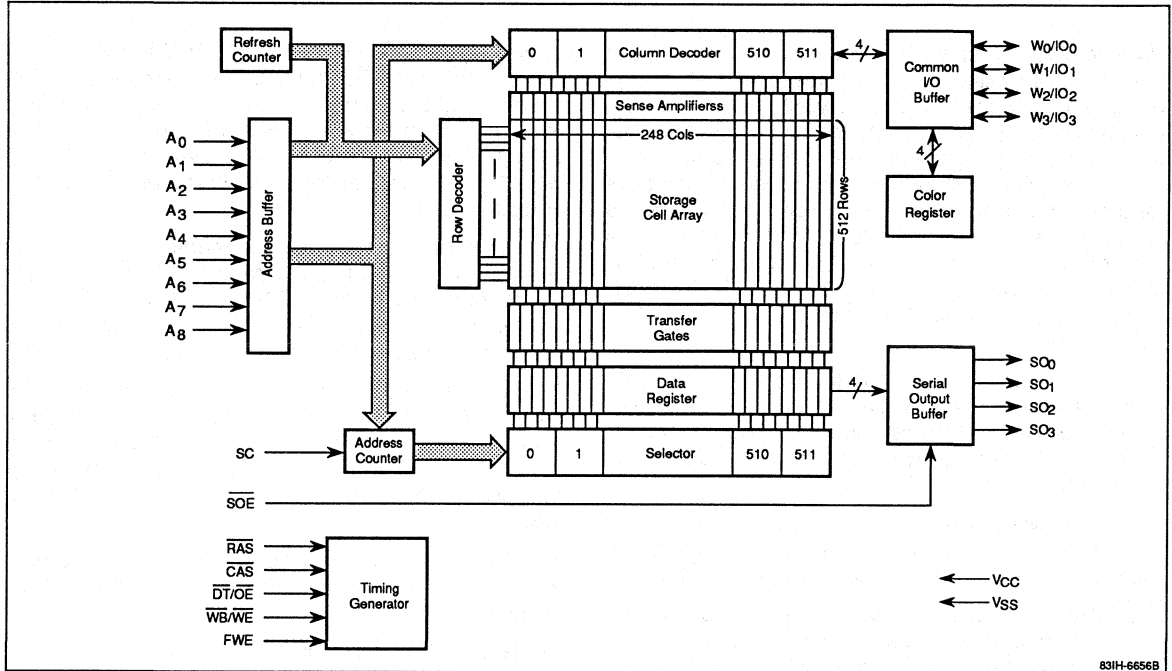 Refresh
Counter
A0
A1
A2
A3
A4
A5
A6
A7
A8
Address Buffer
Row Decoder
0
1
Column Decoder
510
511
Sense Amplifierss
248 Cols
Storage
Cell Array
512 Rows
Transfer
Gates
Data
Register
0
1
Selector
510
511
4
Common
I/O
Buffer
W0/IO0
W1/IO1
W2/IO2
W3/IO3
4
Color
Register
4
Serial
Output
Buffer
SO0
SO1
SO2
SO3
SC
Address
Counter
SOE
RAS
CAS
DT/OE
WB/WE
FWE
Timing
Generator
VCC
VSS
83IH-6656B